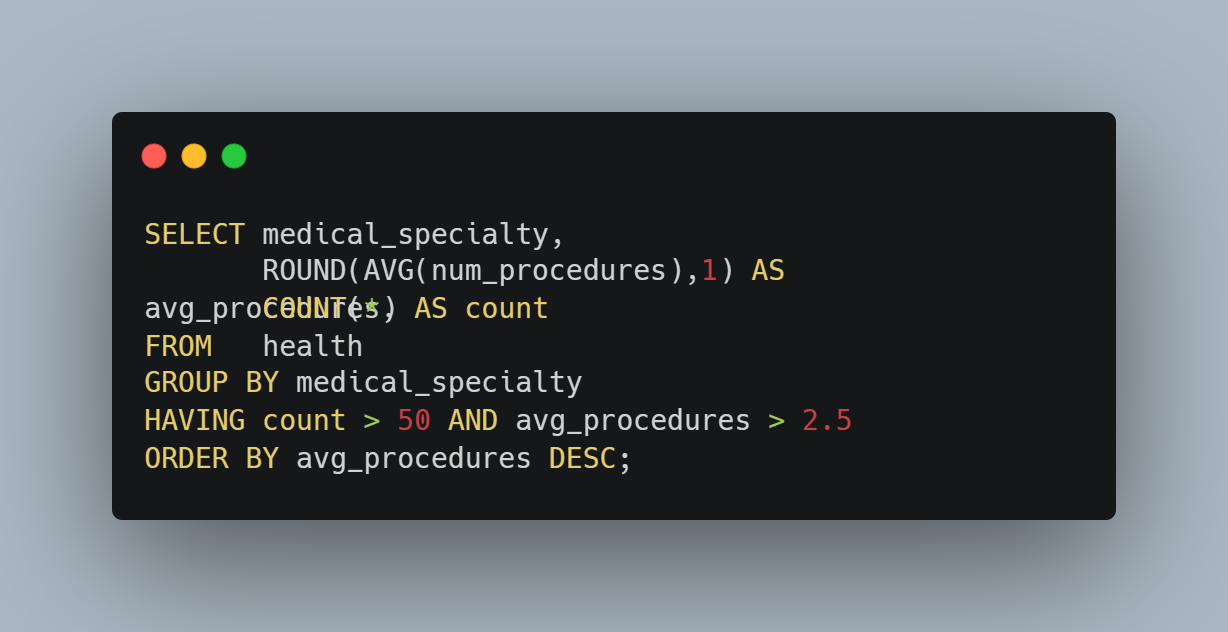 SELECT medical_specialty,
ROUND(AVG(num_procedures),1) AS
avg_procedures,
COUNT(*) AS count
FROM   health
GROUP BY medical_specialty
HAVING count > 50 AND avg_procedures > 2.5
ORDER BY avg_procedures DESC;